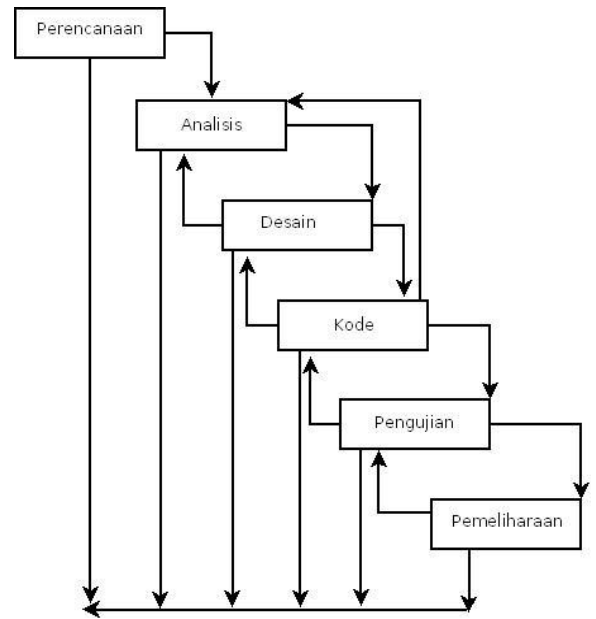 Perencanaan
Analisis
Desain
Kode
Pengujian
Pemeliharaan